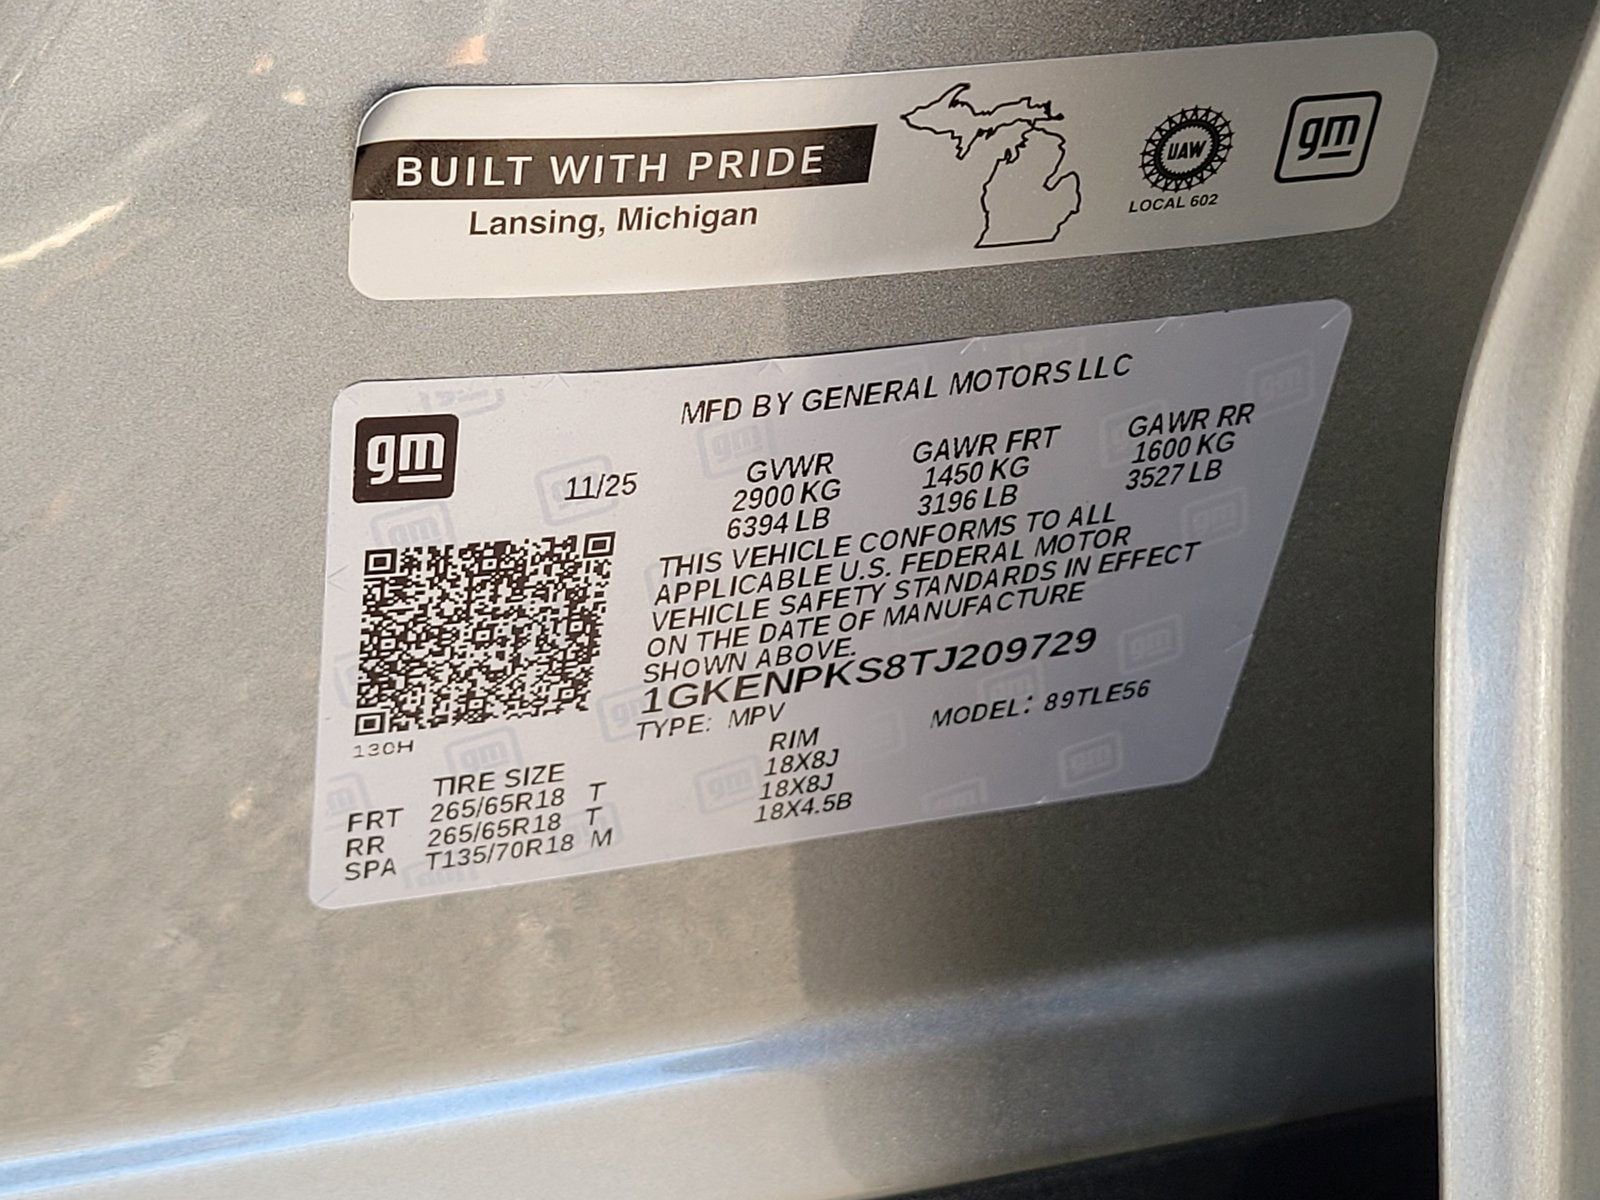 BUILT WITH PRIDE
Lansing, Michigan
UAW
LOCAL 602
gm
gm
MFD BY GENERAL MOTORS LLC
11/25
GVWR GAWR FRT GAWR RR
2900 KG 1450 KG 1600 KG
6394 LB 3196 LB 3527 LB
THIS VEHICLE CONFORMS TO ALL
APPLICABLE U.S. FEDERAL MOTOR
VEHICLE SAFETY STANDARDS IN EFFECT
ON THE DATE OF MANUFACTURE
SHOWN ABOVE.
1GKENPKS8TJ209729
TYPE: MPV MODEL: 89TLE56
130H
TIRE SIZE RIM
FRT 265/65R18 T 18X8J
RR 265/65R18 T 18X8J
SPA T135/70R18 M 18X4.5B